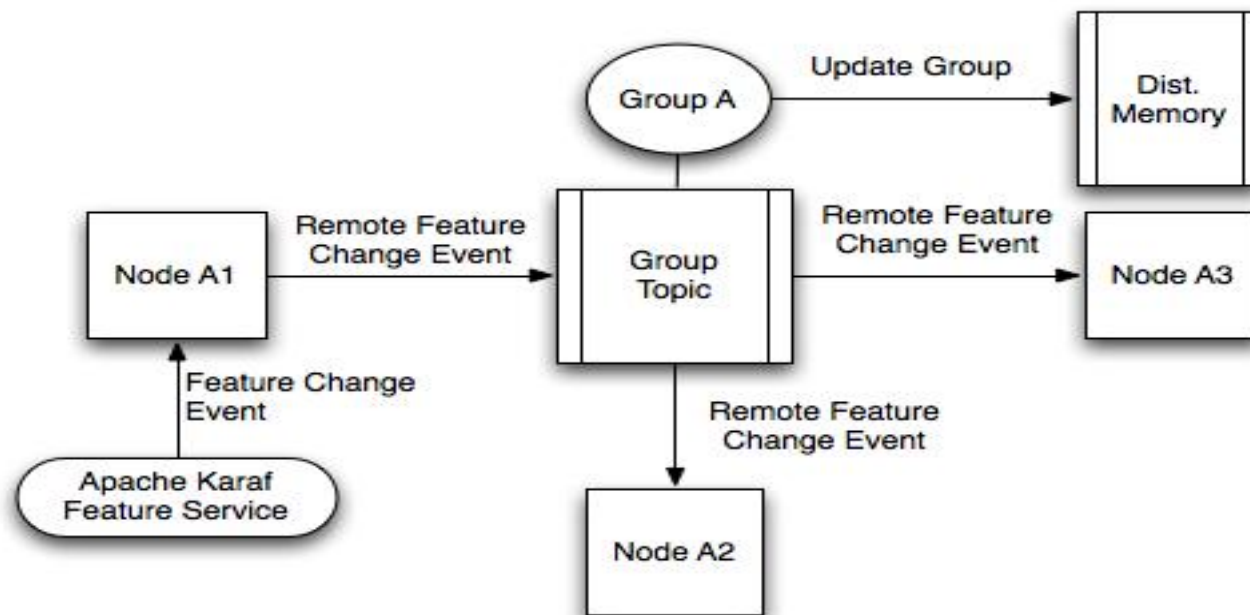 Update Group
Group A
Dist.
Memory
Remote Feature
Change Event
Remote Feature
Change Event
Node A1
Group
Topic
Node A3
Feature Change
Event
Remote Feature
Change Event
Apache Karaf
Feature Service
Node A2